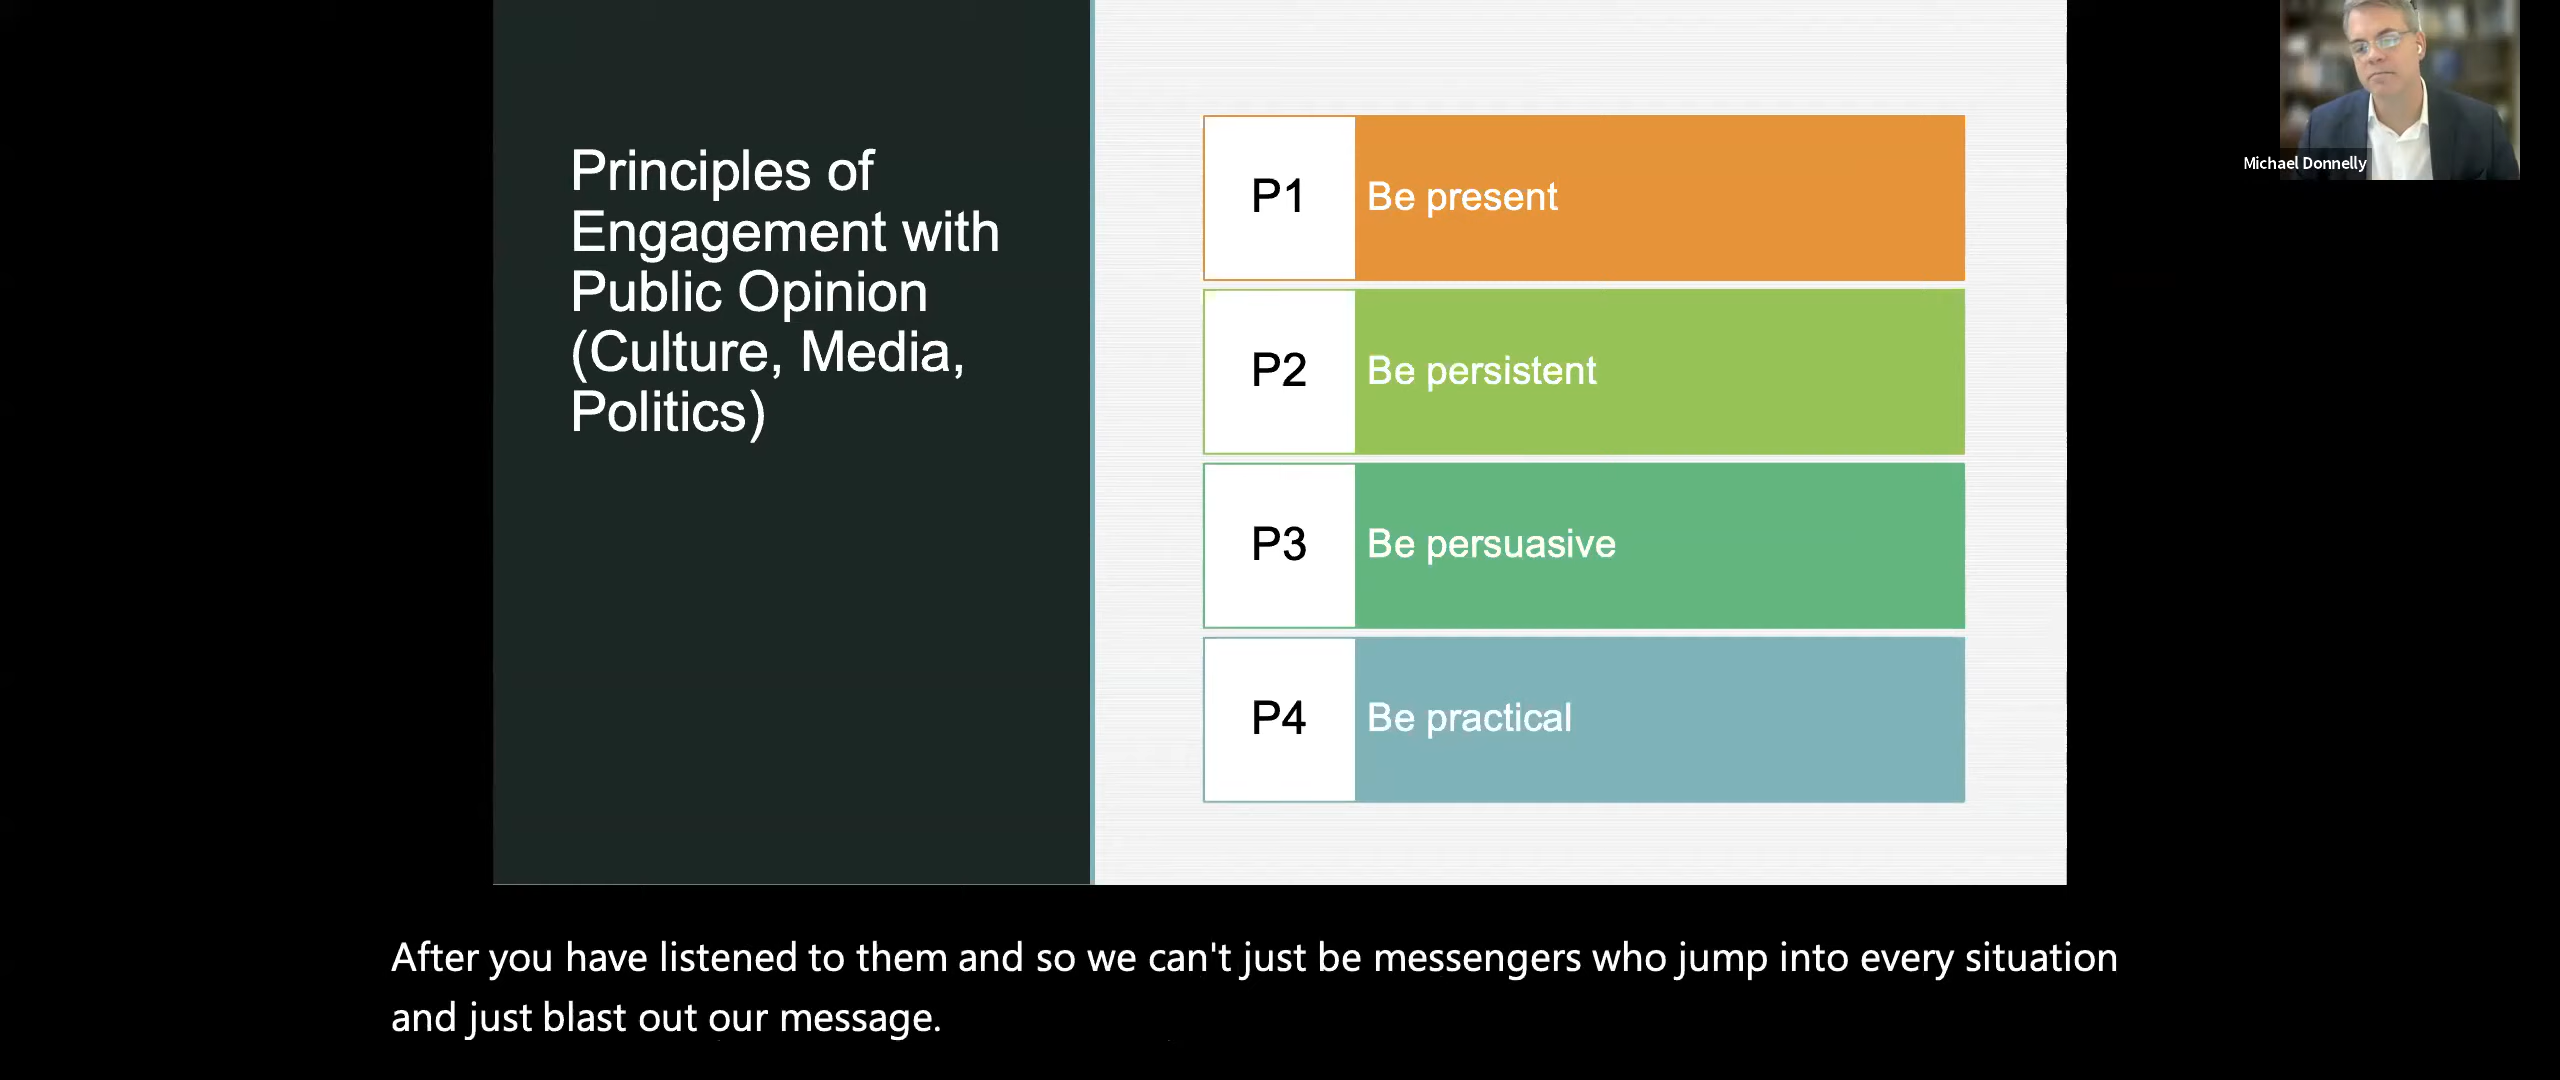 Principles of
Engagement with
Public Opinion
(Culture, Media,
Politics)
P1 Be present
P2 Be persistent
P3 Be persuasive
P4 Be practical
Michael Donnelly
After you have listened to them and so we can't just be messengers who jump into every situation
and just blast out our message.